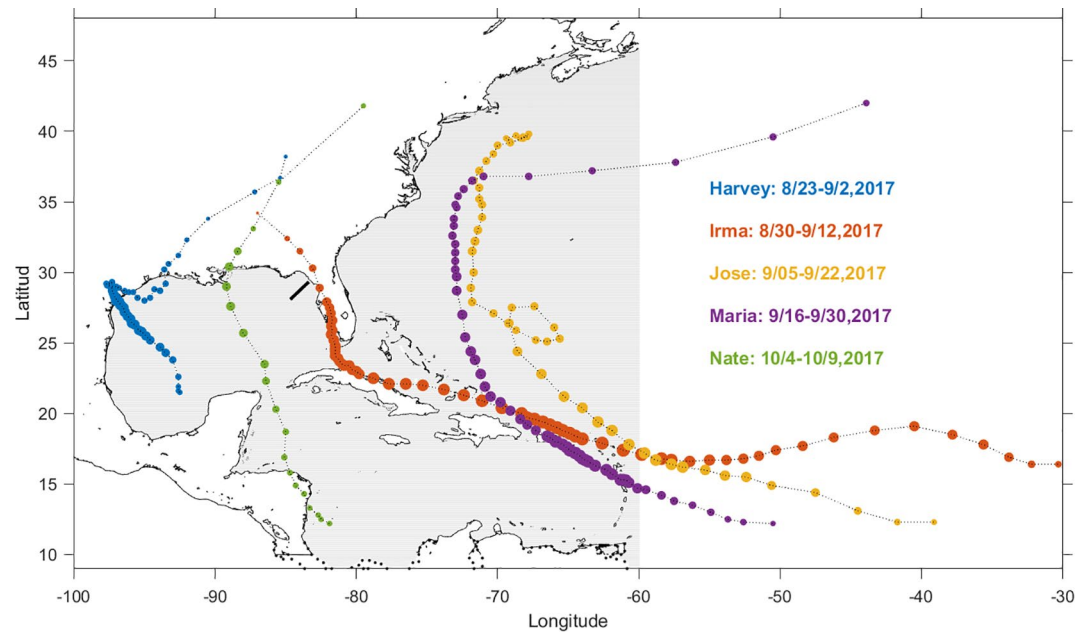 45
40
35
30
25
20
15
10
Latitud
-100
-90
-80
-70
-60
-50
-40
-30
Longitude
Harvey: 8/23-9/2,2017
Irma: 8/30-9/12,2017
Jose: 9/05-9/22,2017
Maria: 9/16-9/30,2017
Nate: 10/4-10/9,2017